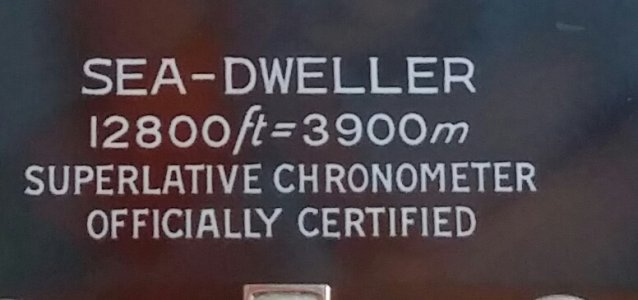 SEA-DWELLER
12800ft=3900m
SUPERLATIVE CHRONOMETER
OFFICIALLY CERTIFIED